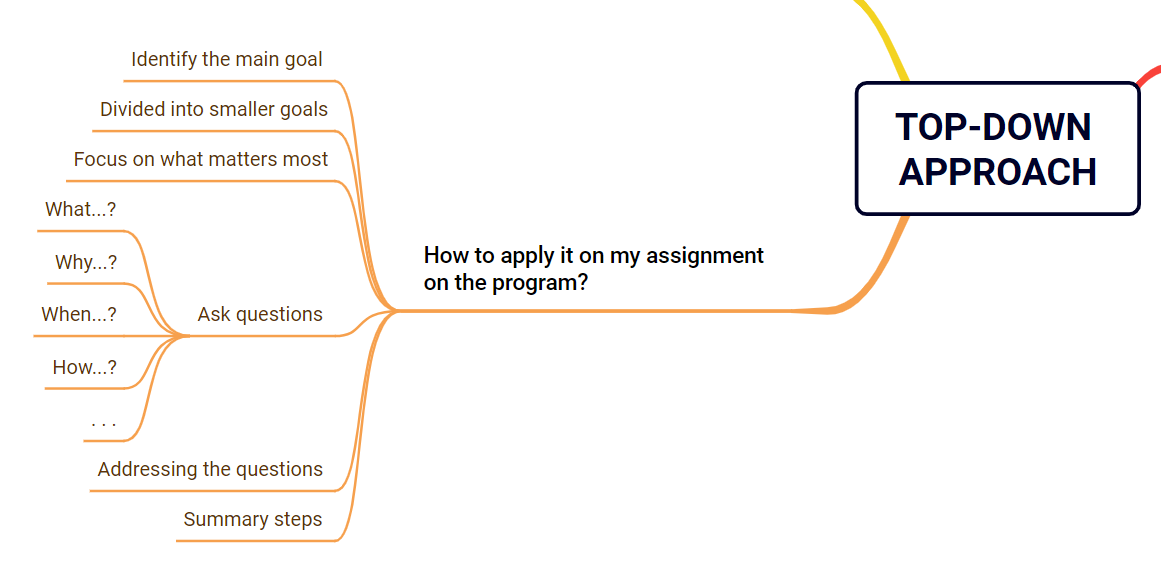 Identify the main goal
Divided into smaller goals
Focus on what matters most
What...?
Why...?
When...?
How...?
. . .
Ask questions
Addressing the questions
Summary steps
How to apply it on my assignment
on the program?
TOP-DOWN
APPROACH